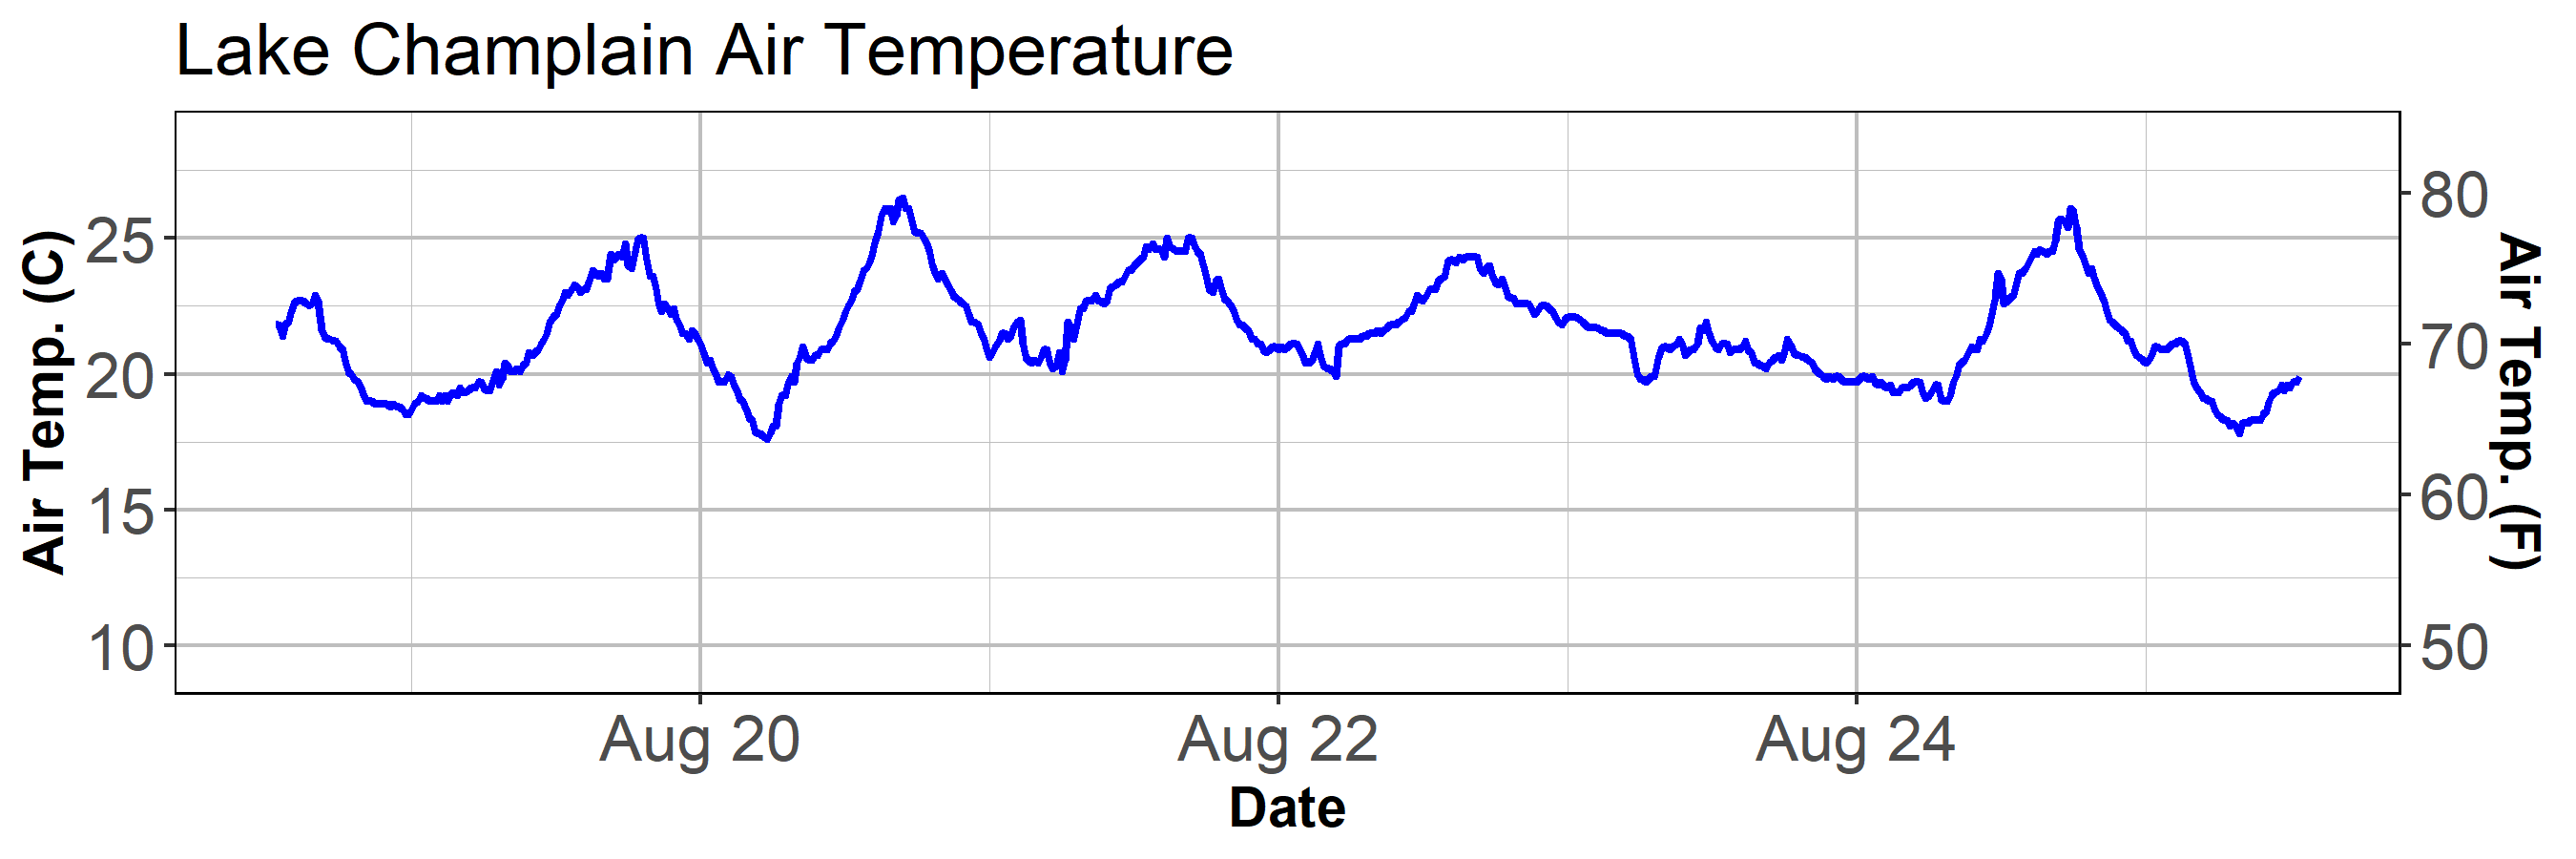 Lake Champlain Air Temperature
Air Temp. (C)
25
20
15
10
80
70
60
50
Air Temp. (F)
Aug 20
Aug 22
Aug 24
Date